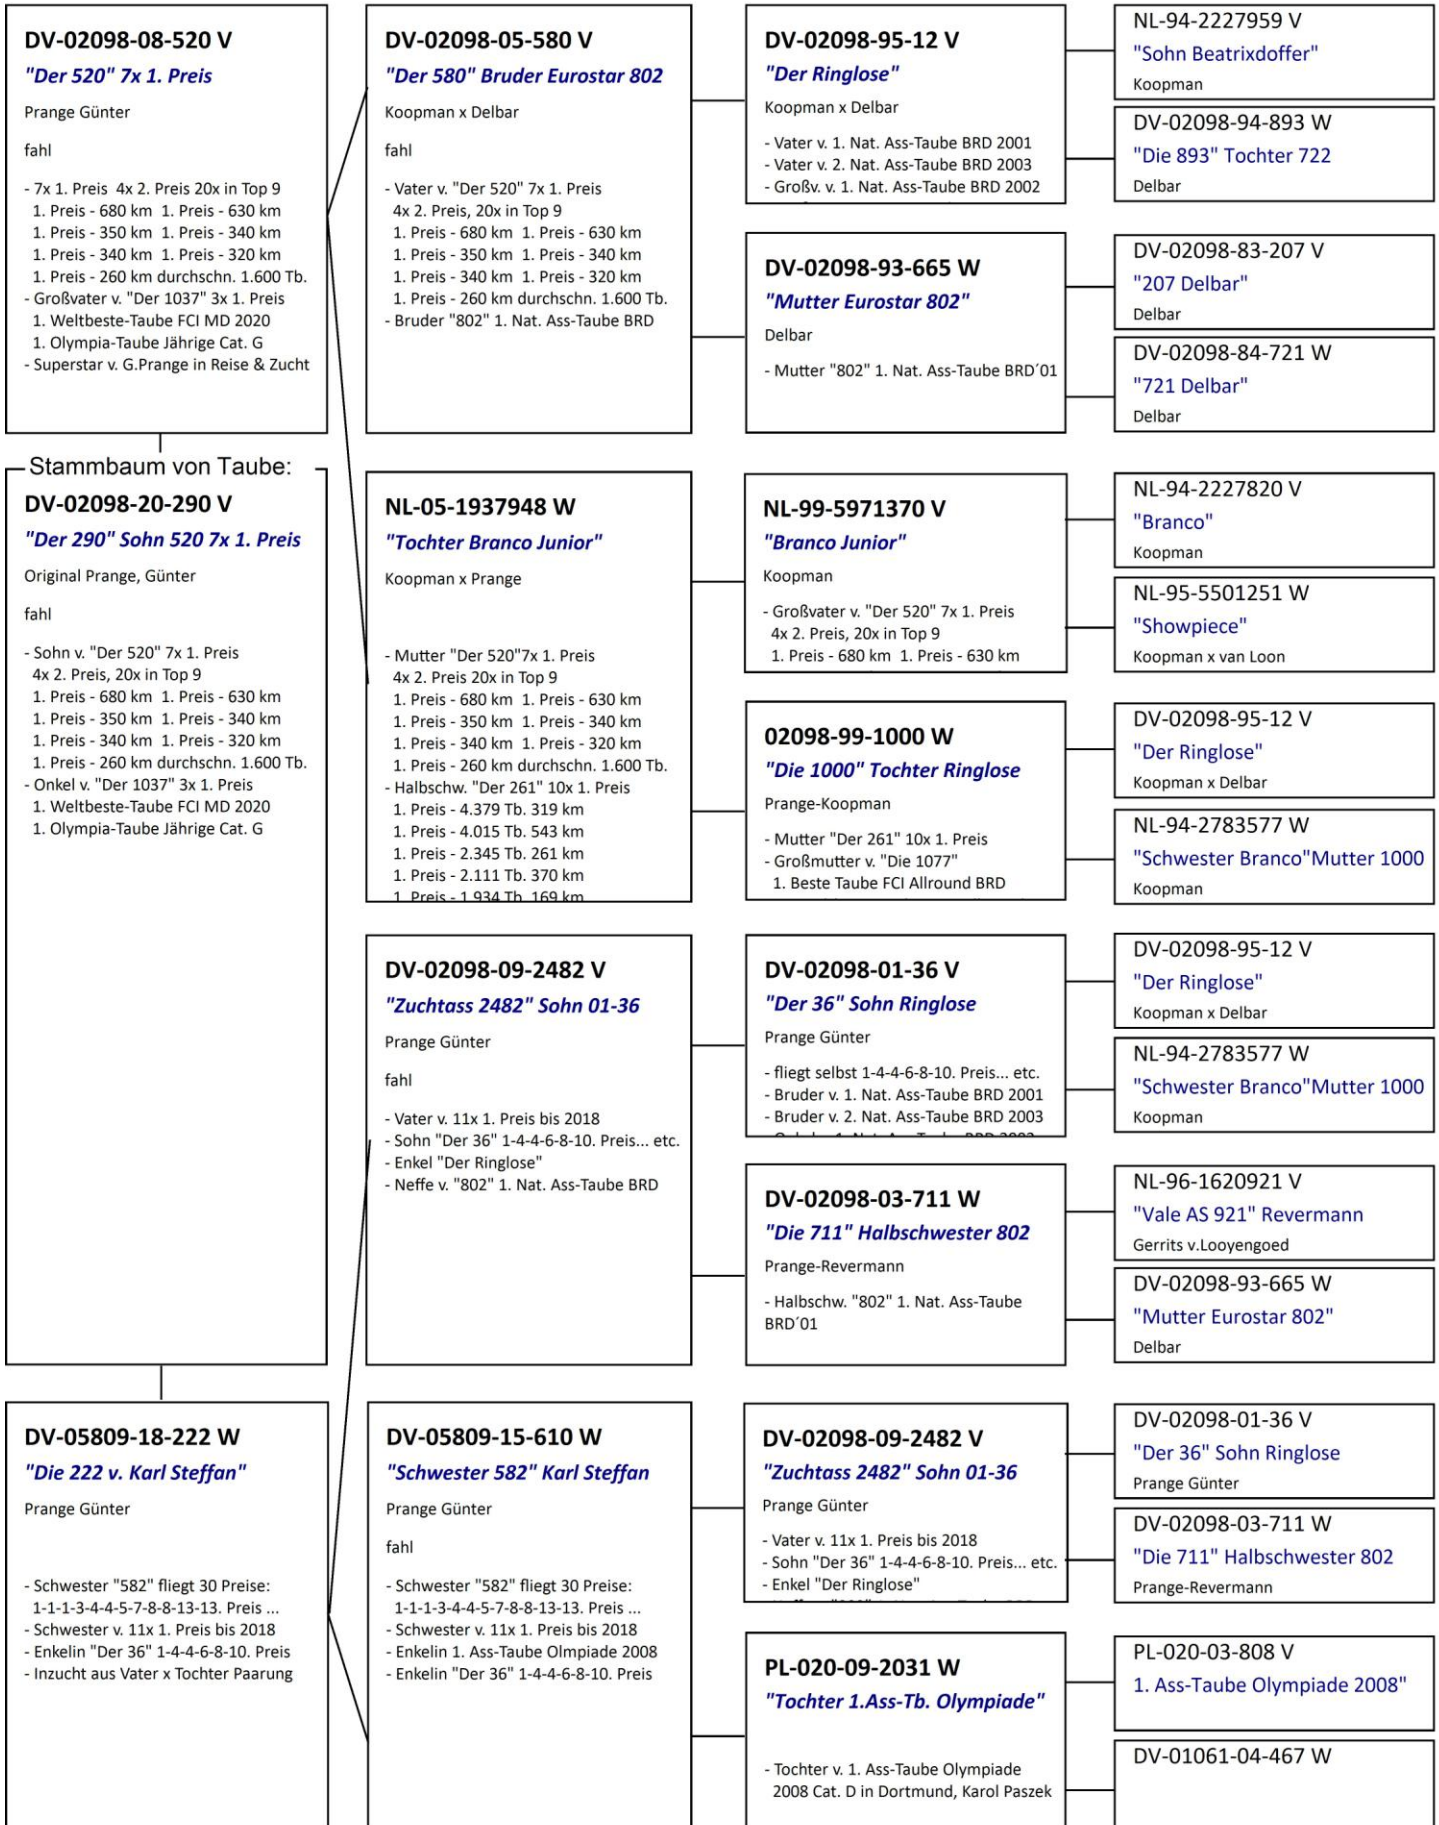 DV-02098-08-520 V
"Der 520" 7x 1. Preis
Prange Günter
fahl
- 7x 1. Preis 4x 2. Preis 20x in Top 9
1. Preis - 680 km 1. Preis - 630 km
1. Preis - 350 km 1. Preis - 340 km
1. Preis - 340 km 1. Preis - 320 km
1. Preis - 260 km durchschn. 1.600 Tb.
- Großvater v. "Der 1037" 3x 1. Preis
1. Weltbeste-Taube FCI MD 2020
1. Olympia-Taube Jährige Cat. G
- Superstar v. G.Prange in Reise & Zucht
Stammbaum von Taube:
DV-02098-20-290 V
"Der 290" Sohn 520 7x 1. Preis
Original Prange, Günter
fahl
- Sohn v. "Der 520" 7x 1. Preis
4x 2. Preis, 20x in Top 9
1. Preis - 680 km 1. Preis - 630 km
1. Preis - 350 km 1. Preis - 340 km
1. Preis - 340 km 1. Preis - 320 km
1. Preis - 260 km durchschn. 1.600 Tb.
- Onkel v. "Der 1037" 3x 1. Preis
1. Weltbeste-Taube FCI MD 2020
1. Olympia-Taube Jährige Cat. G
DV-05809-18-222 W
"Die 222 v. Karl Steffan"
Prange Günter
- Schwester "582" fliegt 30 Preise:
1-1-1-3-4-4-5-7-8-8-13-13. Preis ...
- Schwester v. 11x 1. Preis bis 2018
- Enkelin "Der 36" 1-4-4-6-8-10. Preis
- Inzucht aus Vater x Tochter Paarung
DV-02098-05-580 V
"Der 580" Bruder Eurostar 802
Koopman x Delbar
fahl
- Vater v. "Der 520" 7x 1. Preis
4x 2. Preis, 20x in Top 9
1. Preis - 680 km 1. Preis - 630 km
1. Preis - 350 km 1. Preis - 340 km
1. Preis - 340 km 1. Preis - 320 km
1. Preis - 260 km durchschn. 1.600 Tb.
- Bruder "802" 1. Nat. Ass-Taube BRD
NL-05-1937948 W
"Tochter Branco Junior"
Koopman x Prange
- Mutter "Der 520"7x 1. Preis
4x 2. Preis 20x in Top 9
1. Preis - 680 km 1. Preis - 630 km
1. Preis - 350 km 1. Preis - 340 km
1. Preis - 340 km 1. Preis - 320 km
1. Preis - 260 km durchschn. 1.600 Tb.
- Halbschw. "Der 261" 10x 1. Preis
1. Preis - 4.379 Tb. 319 km
1. Preis - 4.015 Tb. 543 km
1. Preis - 2.345 Tb. 261 km
1. Preis - 2.111 Tb. 370 km
1. Preis - 1.934 Tb. 169 km
DV-02098-09-2482 V
"Zuchtass 2482" Sohn 01-36
Prange Günter
fahl
- Vater v. 11x 1. Preis bis 2018
- Sohn "Der 36" 1-4-4-6-8-10. Preis... etc.
- Enkel "Der Ringlose"
- Neffe v. "802" 1. Nat. Ass-Taube BRD
DV-05809-15-610 W
"Schwester 582" Karl Steffan
Prange Günter
fahl
- Schwester "582" fliegt 30 Preise:
1-1-1-3-4-4-5-7-8-8-13-13. Preis ...
- Schwester v. 11x 1. Preis bis 2018
- Enkelin 1. Ass-Taube Olmpiade 2008
- Enkelin "Der 36" 1-4-4-6-8-10. Preis
DV-02098-95-12 V
"Der Ringlose"
Koopman x Delbar
- Vater v. 1. Nat. Ass-Taube BRD 2001
- Vater v. 2. Nat. Ass-Taube BRD 2003
- Großv. v. 1. Nat. Ass-Taube BRD 2002
DV-02098-93-665 W
"Mutter Eurostar 802"
Delbar
- Mutter "802" 1. Nat. Ass-Taube BRD´01
NL-99-5971370 V
"Branco Junior"
Koopman
- Großvater v. "Der 520" 7x 1. Preis
4x 2. Preis, 20x in Top 9
1. Preis - 680 km 1. Preis - 630 km
02098-99-1000 W
"Die 1000" Tochter Ringlose
Prange-Koopman
- Mutter "Der 261" 10x 1. Preis
- Großmutter v. "Die 1077"
1. Beste Taube FCI Allround BRD
DV-02098-01-36 V
"Der 36" Sohn Ringlose
Prange Günter
- fliegt selbst 1-4-4-6-8-10. Preis... etc.
- Bruder v. 1. Nat. Ass-Taube BRD 2001
- Bruder v. 2. Nat. Ass-Taube BRD 2003
DV-02098-03-711 W
"Die 711" Halbschwester 802
Prange-Revermann
- Halbschw. "802" 1. Nat. Ass-Taube
BRD´01
DV-02098-09-2482 V
"Zuchtass 2482" Sohn 01-36
Prange Günter
- Vater v. 11x 1. Preis bis 2018
- Sohn "Der 36" 1-4-4-6-8-10. Preis... etc.
- Enkel "Der Ringlose"
PL-020-09-2031 W
"Tochter 1.Ass-Tb. Olympiade"
- Tochter v. 1. Ass-Taube Olympiade
2008 Cat. D in Dortmund, Karol Paszek
NL-94-2227959 V
"Sohn Beatrixdoffer"
Koopman
DV-02098-94-893 W
"Die 893" Tochter 722
Delbar
DV-02098-83-207 V
"207 Delbar"
Delbar
DV-02098-84-721 W
"721 Delbar"
Delbar
NL-94-2227820 V
"Branco"
Koopman
NL-95-5501251 W
"Showpiece"
Koopman x van Loon
DV-02098-95-12 V
"Der Ringlose"
Koopman x Delbar
NL-94-2783577 W
"Schwester Branco"Mutter 1000
Koopman
DV-02098-95-12 V
"Der Ringlose"
Koopman x Delbar
NL-94-2783577 W
"Schwester Branco"Mutter 1000
Koopman
NL-96-1620921 V
"Vale AS 921" Revermann
Gerrits v.Looyengoed
DV-02098-93-665 W
"Mutter Eurostar 802"
Delbar
DV-02098-01-36 V
"Der 36" Sohn Ringlose
Prange Günter
DV-02098-03-711 W
"Die 711" Halbschwester 802
Prange-Revermann
PL-020-03-808 V
1. Ass-Taube Olympiade 2008"
DV-01061-04-467 W